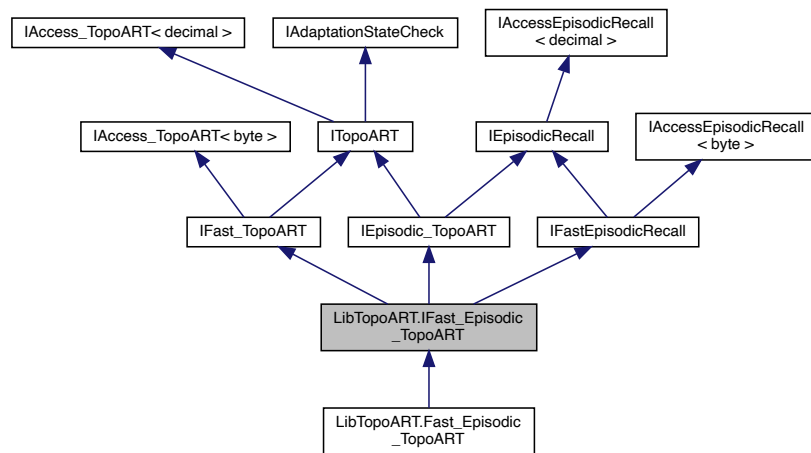 IAccess_TopoART< decimal >
IAdaptationStateCheck
IAccessEpisodicRecall
< decimal >
IAccess_TopoART< byte >
ITopoART
IEpisodicRecall
IAccessEpisodicRecall
< byte >
IFast_TopoART
IEpisodic_TopoART
IFastEpisodicRecall
LibTopoART.IFast_Episodic
_TopoART
LibTopoART.Fast_Episodic
_TopoART